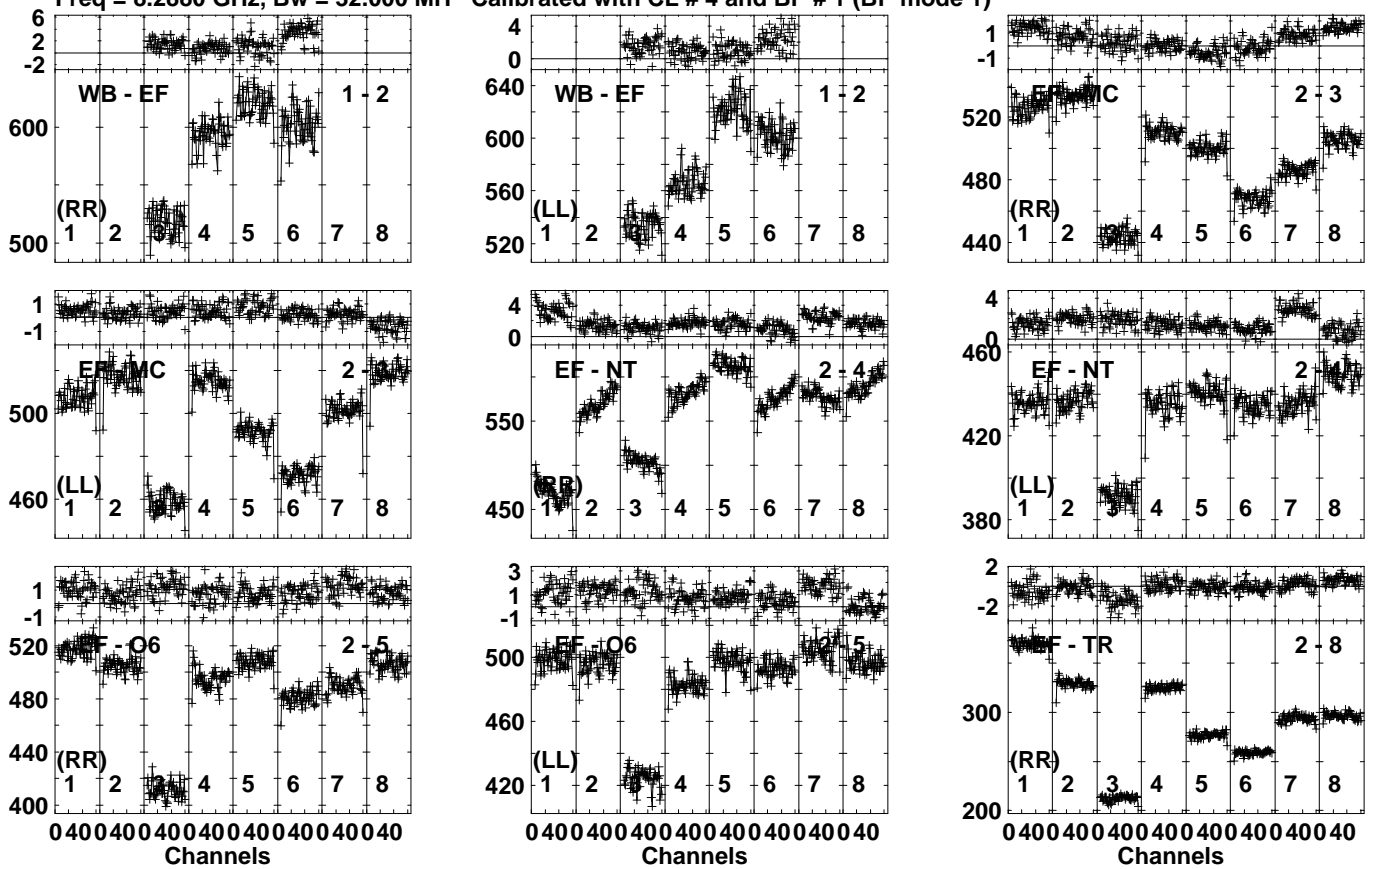 Freq = 8.2880 GHz, Bw = 32.000 MH Calibrated with CL # 4 and BP # 1 (BP mode 1)
6
2
-2
WB - EF 1 - 2
600
500
(RR)
1 2 3 4 5 6 7 8
4
0
WB - EF 1 - 2
640
600
560
520
(LL)
1 2 3 4 5 6 7 8
1
-1
EF - MC 2 - 3
520
480
440
(RR)
1 2 3 4 5 6 7 8
1
-1
EF - MC 2 - 3
500
460
(LL)
1 2 3 4 5 6 7 8
4
0
EF - NT 2 - 4
550
450
(RR)
1 2 3 4 5 6 7 8
4
0
460
EF - NT 2 - 4
420
380
(LL)
1 2 3 4 5 6 7 8
1
-1
520
EF - O6 2 - 5
480
440
400
(RR)
1 2 3 4 5 6 7 8
0 40 0 40 0 40 0 40 0 40 0 40 0 40 0 40
Channels
3
1
-1
EF - O6 2 - 5
500
460
420
(LL)
1 2 3 4 5 6 7 8
0 40 0 40 0 40 0 40 0 40 0 40 0 40 0 40
Channels
2
-2
EF - TR 2 - 8
300
200
(RR)
1 2 3 4 5 6 7 8
0 40 0 40 0 40 0 40 0 40 0 40 0 40 0 40
Channels